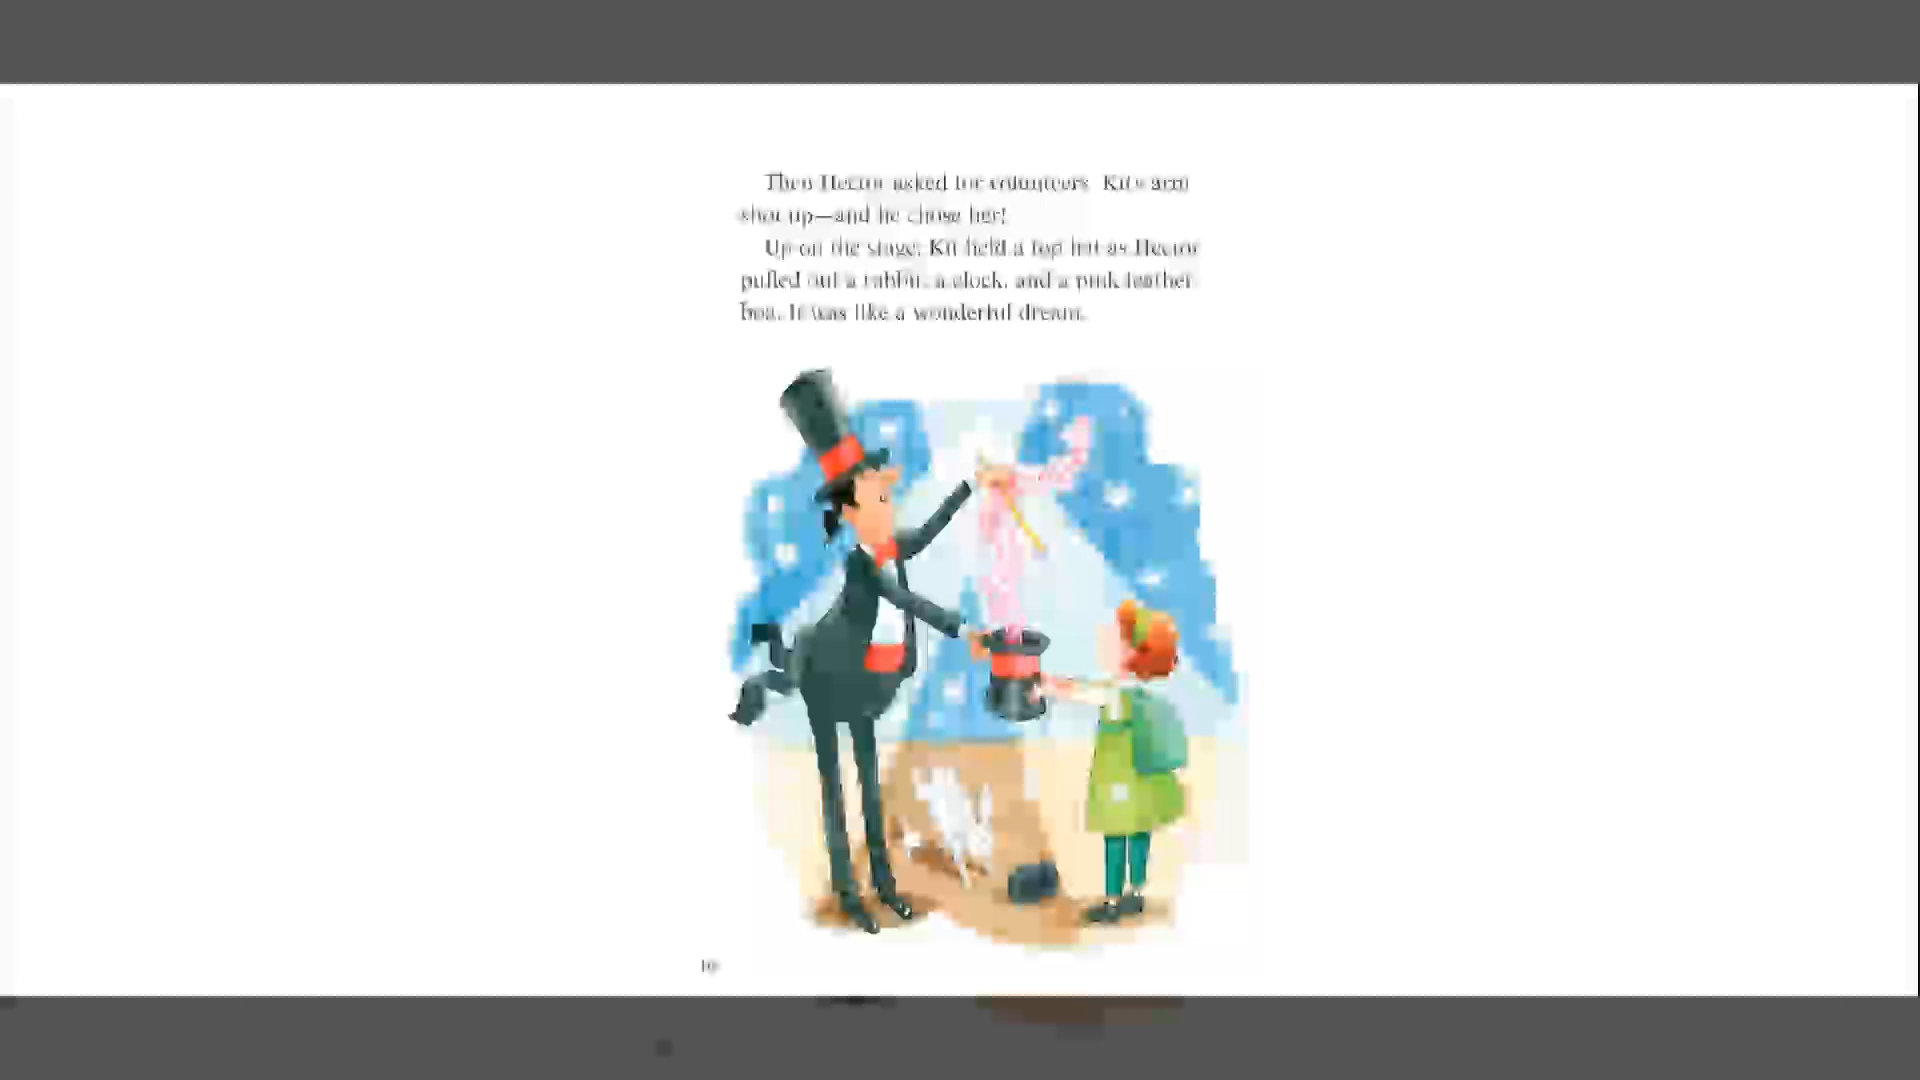 Then Hector asked for volunteers. Kit's arm
shot up—and he chose her!
Up on the stage, Kit held a top hat as Hector
pulled out a rabbit, a clock, and a pink feather
boa. It was like a wonderful dream.
10